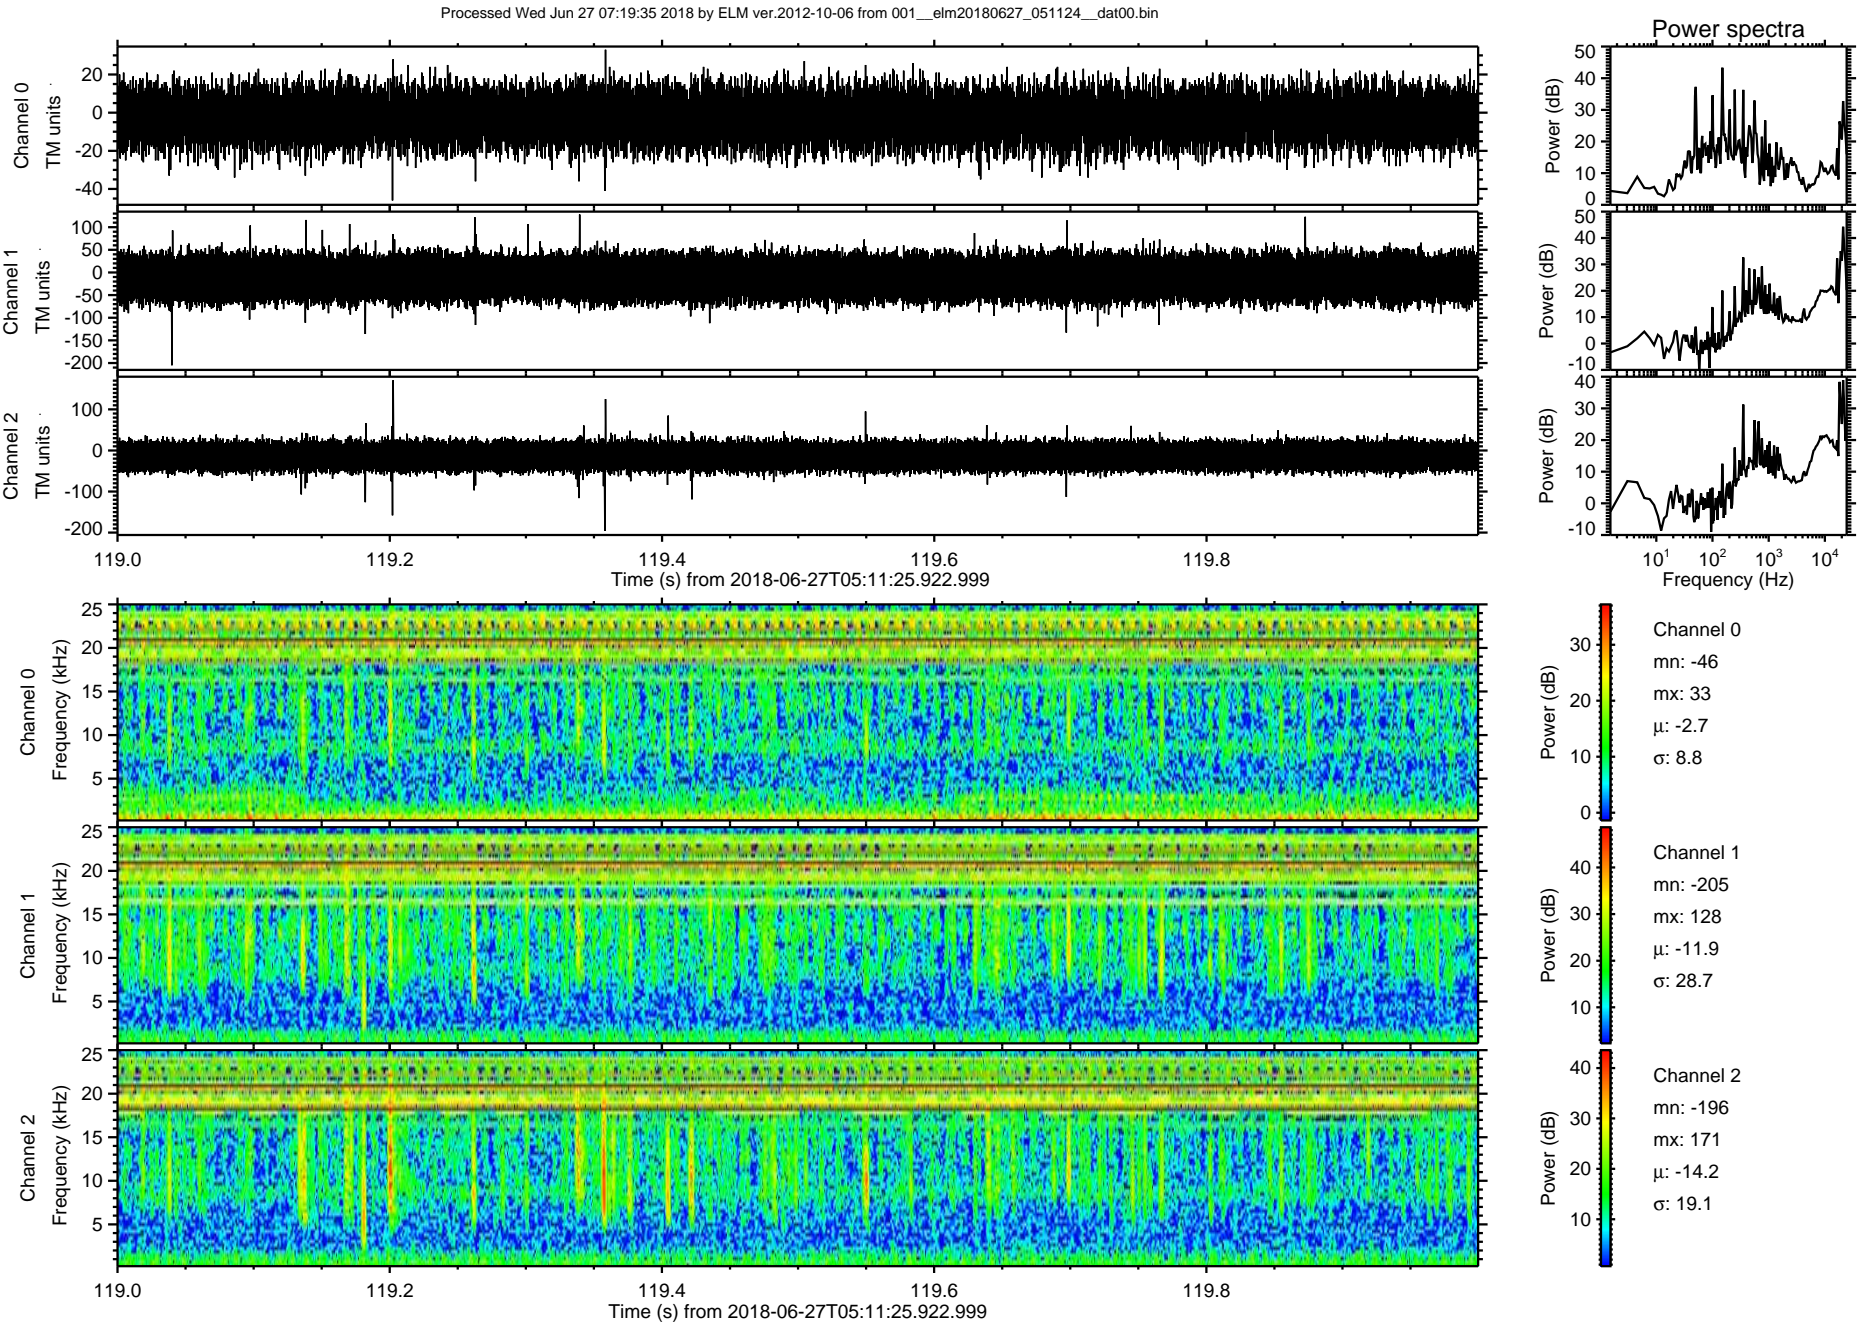 Processed Wed Jun 27 07:19:35 2018 by ELM ver.2012-10-06 from 001__elm20180627_051124__dat00.bin
Power spectra
Channel 0
TM units
20
0
-20
-40
Power (dB)
50
40
30
20
10
0
Channel 1
TM units
100
50
0
-50
-100
-150
-200
Power (dB)
50
40
30
20
10
0
-10
Channel 2
TM units
100
0
-100
-200
Power (dB)
40
30
20
10
0
-10
119.0 119.2 119.4 119.6 119.8
Time (s) from 2018-06-27T05:11:25.922.999
10¹ 10² 10³ 10⁴
Frequency (Hz)
Channel 0
Frequency (kHz)
25
20
15
10
5
Power (dB)
30
20
10
0
Channel 0
mn: -46
mx: 33
μ: -2.7
σ: 8.8
Channel 1
Frequency (kHz)
25
20
15
10
5
Power (dB)
40
30
20
10
Channel 1
mn: -205
mx: 128
μ: -11.9
σ: 28.7
Channel 2
Frequency (kHz)
25
20
15
10
5
Power (dB)
40
30
20
10
Channel 2
mn: -196
mx: 171
μ: -14.2
σ: 19.1
119.0 119.2 119.4 119.6 119.8
Time (s) from 2018-06-27T05:11:25.922.999